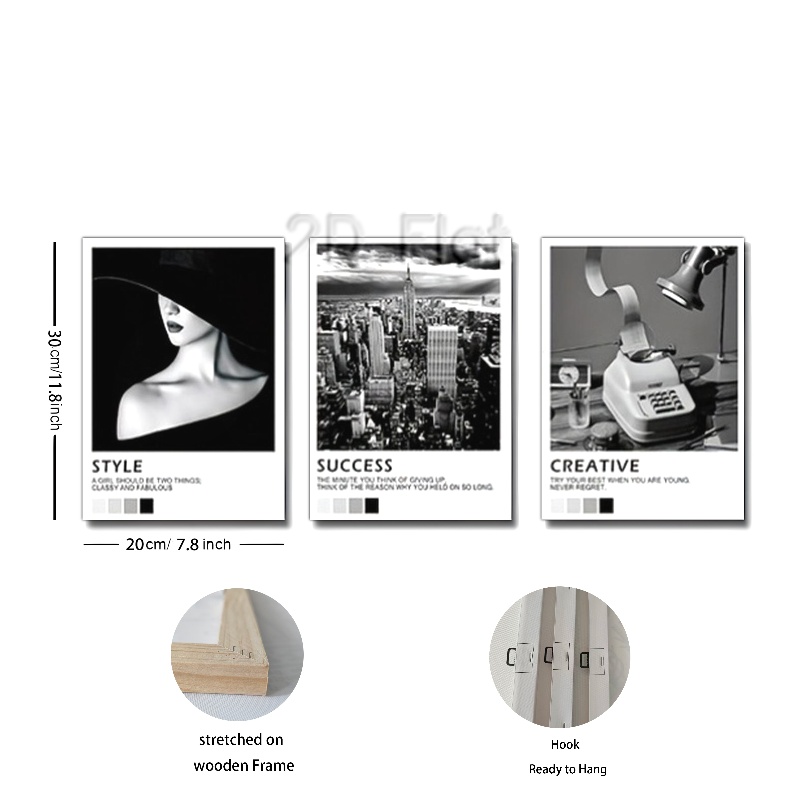 2D Flat
STYLE
A GIRL SHOULD BE TWO THINGS;
CLASSY AND FABULOUS
SUCCESS
THE MINUTE YOU THINK OF GIVING UP,
THINK OF THE REASON WHY YOU HELD ON SO LONG.
CREATIVE
TRY YOUR BEST WHEN YOU ARE YOUNG.
NEVER REGRET.
30cm/11.8inch
20cm/ 7.8 inch
stretched on
wooden Frame
Hook
Ready to Hang